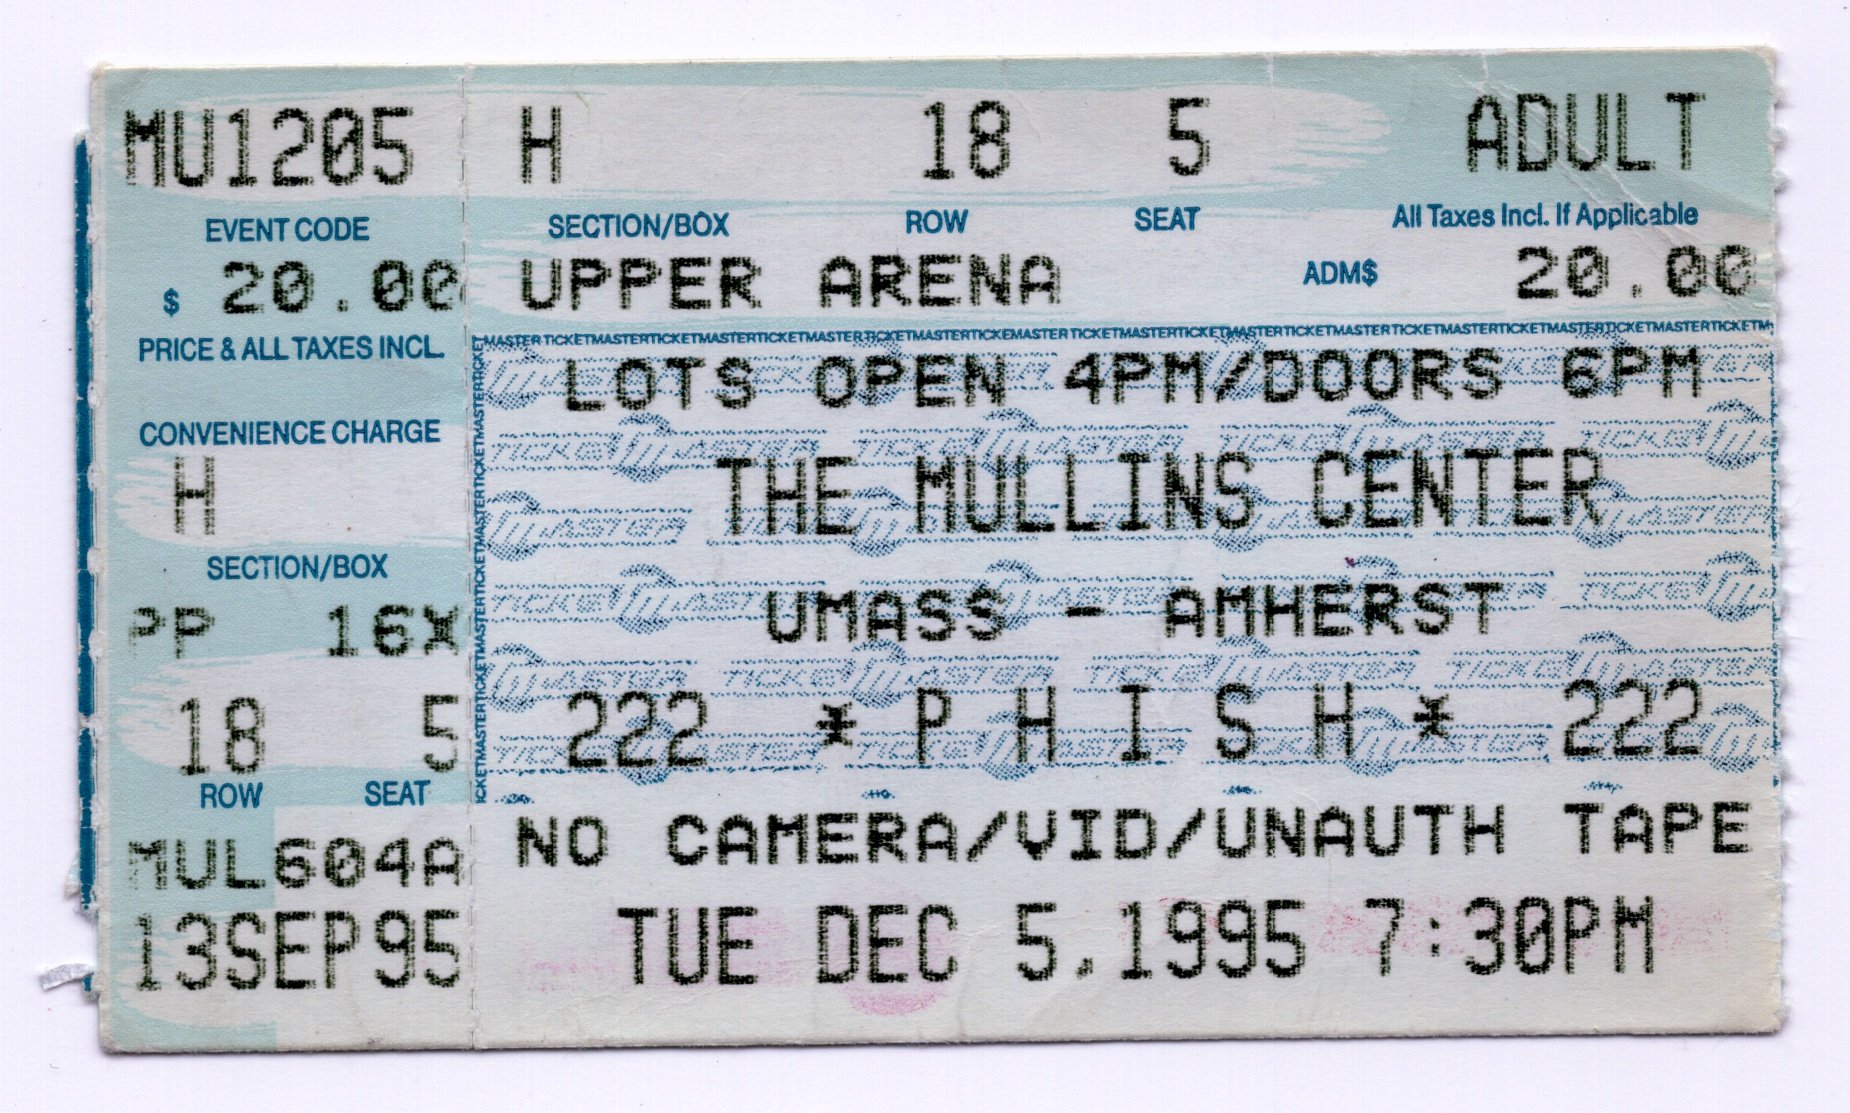 MU1205
EVENT CODE
$ 20.00
PRICE & ALL TAXES INCL.
CONVENIENCE CHARGE
H
SECTION/BOX
PP 16X
18 5
ROW SEAT
MUL604A
13SEP95
H 18 5 ADULT
SECTION/BOX ROW SEAT All Taxes Incl. If Applicable
UPPER ARENA ADM$ 20.00
LOTS OPEN 4PM/DOORS 6PM
THE MULLINS CENTER
UMASS - AMHERST
222 * P H I S H * 222
NO CAMERA/VID/UNAUTH TAPE
TUE DEC 5,1995 7:30PM